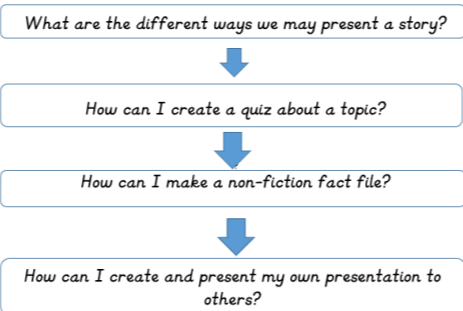 What are the different ways we may present a story?
How can I create a quiz about a topic?
How can I make a non-fiction fact file?
How can I create and present my own presentation to
others?